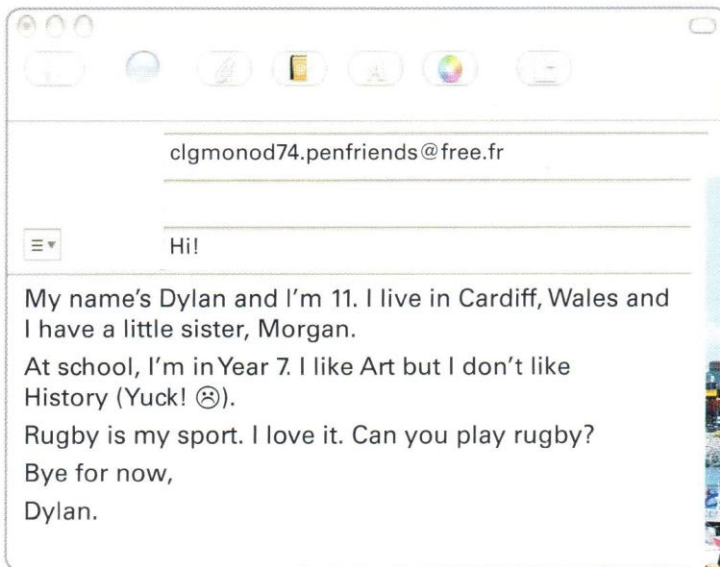 clgmonod74.penfriends@free.fr
Hi!
My name's Dylan and I'm 11. I live in Cardiff, Wales and
I have a little sister, Morgan.
At school, I'm in Year 7. I like Art but I don't like
History (Yuck! ☹).
Rugby is my sport. I love it. Can you play rugby?
Bye for now,
Dylan.